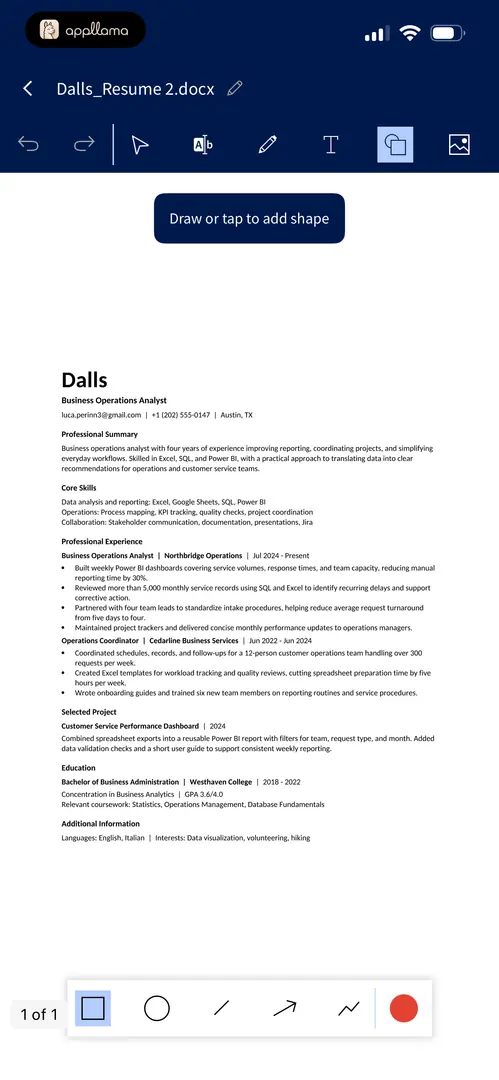 appllama
Dalls_Resume 2.docx
Ab
T
Draw or tap to add shape
Dalls
Business Operations Analyst
luca.perinn3@gmail.com | +1 (202) 555-0147 | Austin, TX
Professional Summary
Business operations analyst with four years of experience improving reporting, coordinating projects, and simplifying
everyday workflows. Skilled in Excel, SQL, and Power BI, with a practical approach to translating data into clear
recommendations for operations and customer service teams.
Core Skills
Data analysis and reporting: Excel, Google Sheets, SQL, Power BI
Operations: Process mapping, KPI tracking, quality checks, project coordination
Collaboration: Stakeholder communication, documentation, presentations, Jira
Professional Experience
Business Operations Analyst | Northbridge Operations | Jul 2024 - Present
• Built weekly Power BI dashboards covering service volumes, response times, and team capacity, reducing manual
reporting time by 30%.
• Reviewed more than 5,000 monthly service records using SQL and Excel to identify recurring delays and support
corrective action.
• Partnered with four team leads to standardize intake procedures, helping reduce average request turnaround
from five days to four.
• Maintained project trackers and delivered concise monthly performance updates to operations managers.
Operations Coordinator | Cedarline Business Services | Jun 2022 - Jun 2024
• Coordinated schedules, records, and follow-ups for a 12-person customer operations team handling over 300
requests per week.
• Created Excel templates for workload tracking and quality reviews, cutting spreadsheet preparation time by five
hours per week.
• Wrote onboarding guides and trained six new team members on reporting routines and service procedures.
Selected Project
Customer Service Performance Dashboard | 2024
Combined spreadsheet exports into a reusable Power BI report with filters for team, request type, and month. Added
data validation checks and a short user guide to support consistent weekly reporting.
Education
Bachelor of Business Administration | Westhaven College | 2018 - 2022
Concentration in Business Analytics | GPA 3.6/4.0
Relevant coursework: Statistics, Operations Management, Database Fundamentals
Additional Information
Languages: English, Italian | Interests: Data visualization, volunteering, hiking
1 of 1